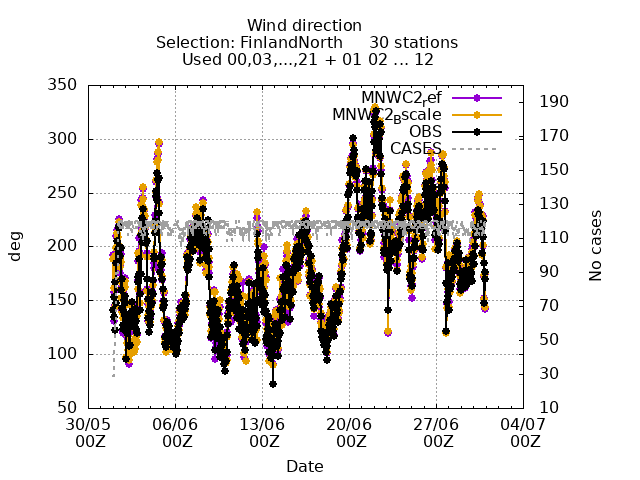 Wind direction
Selection: FinlandNorth 30 stations
Used 00,03,...,21 + 01 02 ... 12
350
300
250
200
150
100
50
deg
190
170
150
130
110
90
70
50
30
10
No cases
MNWC2_ref
MNWC2_Bscale
OBS
CASES
30/05 06/06 13/06 20/06 27/06 04/07
00Z 00Z 00Z 00Z 00Z 00Z
Date